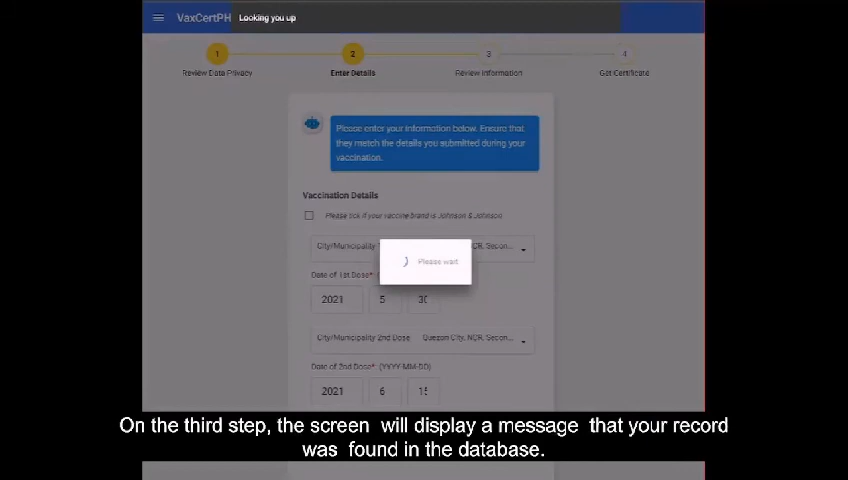 VaxCertPH
Looking you up
1
2
3
4
Review Data Privacy
Enter Details
Review Information
Get Certificate
Please enter your information below. Ensure that
they match the details you submitted during your
vaccination.
Vaccination Details
Please tick if your vaccine brand is Johnson & Johnson
City/Municipality NCR, Secon...
Date of 1st Dose*:
2021 5 30
Please wait
City/Municipality 2nd Dose Quezon City, NCR, Secon...
Date of 2nd Dose*: (YYYY-MM-DD)
2021 6 15
On the third step, the screen will display a message that your record
was found in the database.